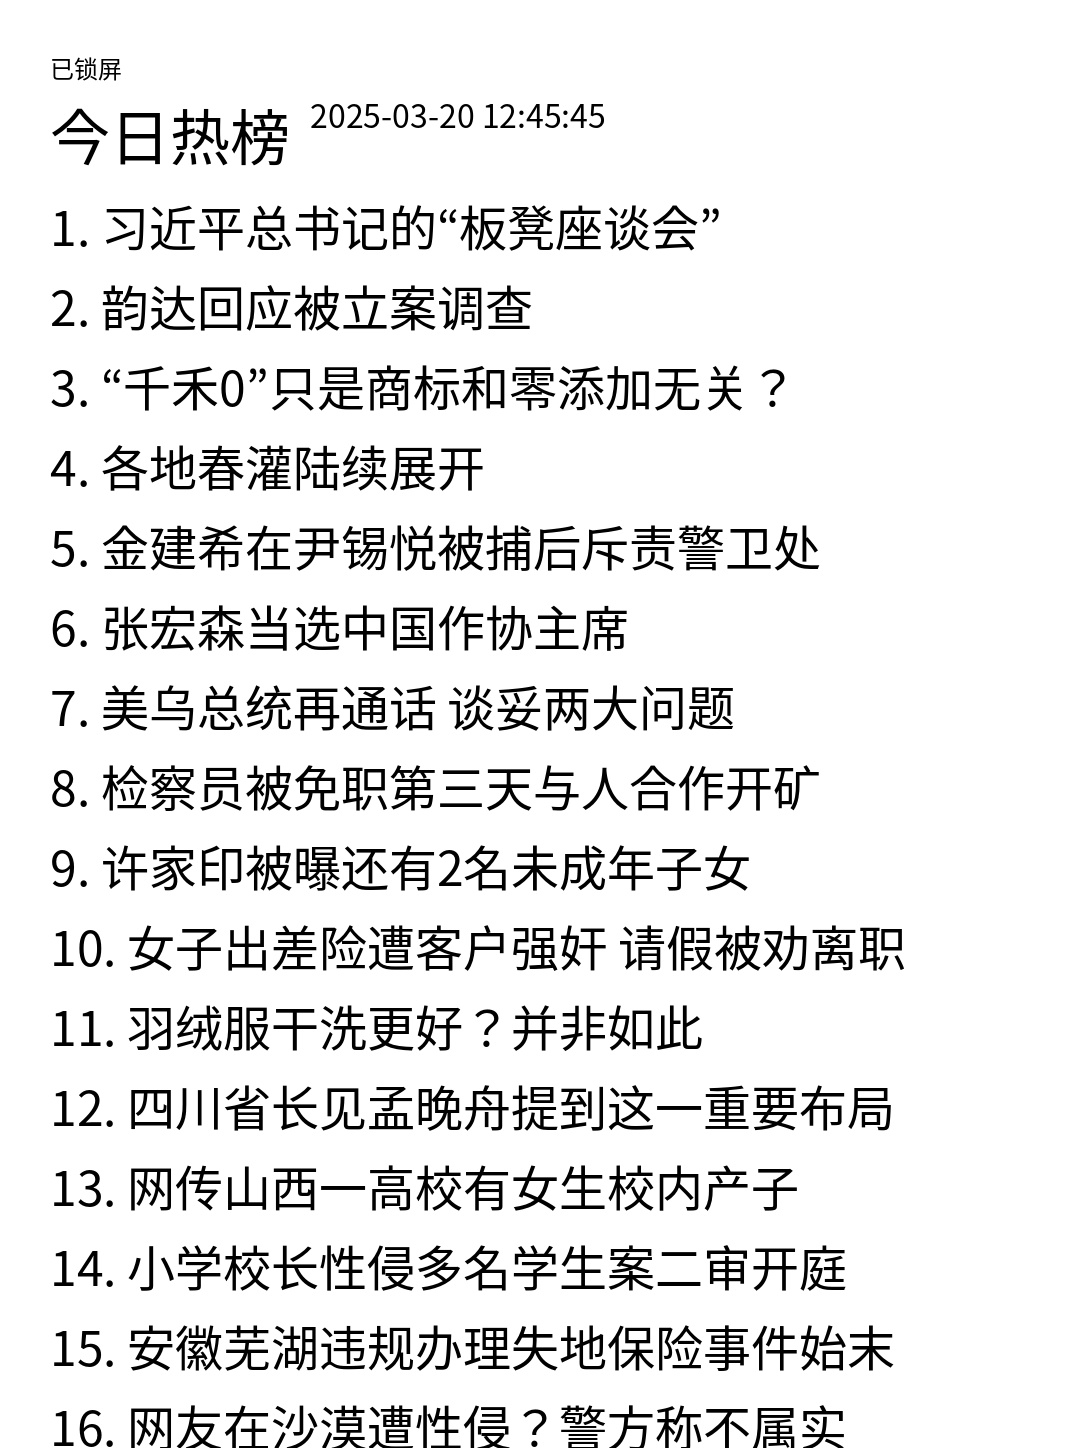 已锁屏
今日热榜 2025-03-20 12:45:45
1. 习近平总书记的“板凳座谈会”
2. 韵达回应被立案调查
3. “千禾0”只是商标和零添加无关？
4. 各地春灌陆续展开
5. 金建希在尹锡悦被捕后斥责警卫处
6. 张宏森当选中国作协主席
7. 美乌总统再通话 谈妥两大问题
8. 检察员被免职第三天与人合作开矿
9. 许家印被曝还有2名未成年子女
10. 女子出差险遭客户强奸 请假被劝离职
11. 羽绒服干洗更好？并非如此
12. 四川省长见孟晚舟提到这一重要布局
13. 网传山西一高校有女生校内产子
14. 小学校长性侵多名学生案二审开庭
15. 安徽芜湖违规办理失地保险事件始末
16. 网友在沙漠遭性侵？警方称不属实